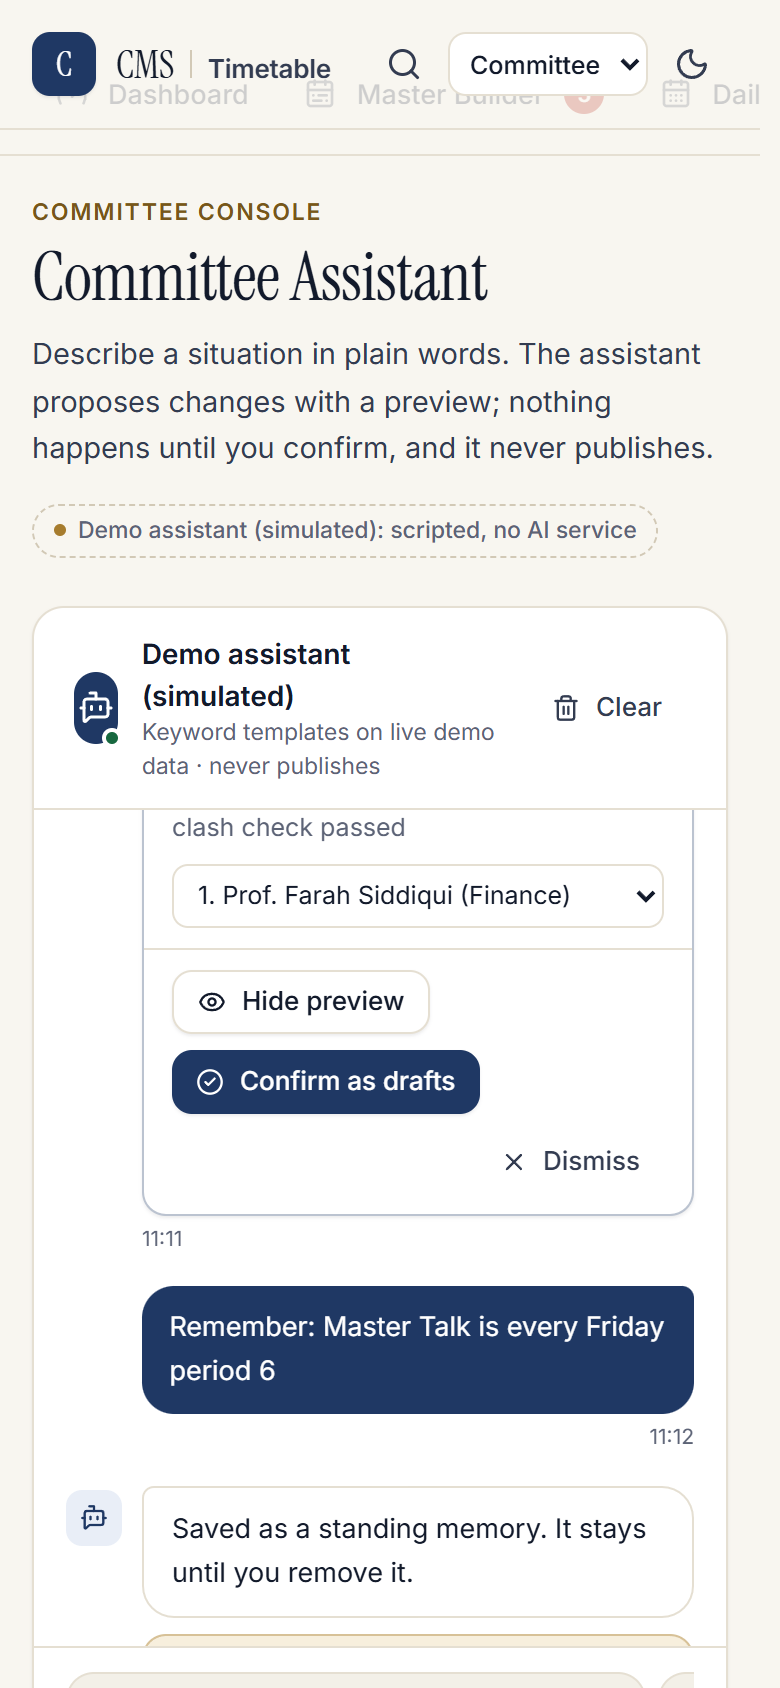 C
CMS
Timetable
Committee
Dashboard
Master Builder
Dail
COMMITTEE CONSOLE
Committee Assistant
Describe a situation in plain words. The assistant
proposes changes with a preview; nothing
happens until you confirm, and it never publishes.
Demo assistant (simulated): scripted, no AI service
Demo assistant
(simulated)
Keyword templates on live demo
data · never publishes
Clear
clash check passed
1. Prof. Farah Siddiqui (Finance)
Hide preview
Confirm as drafts
Dismiss
11:11
Remember: Master Talk is every Friday
period 6
11:12
Saved as a standing memory. It stays
until you remove it.